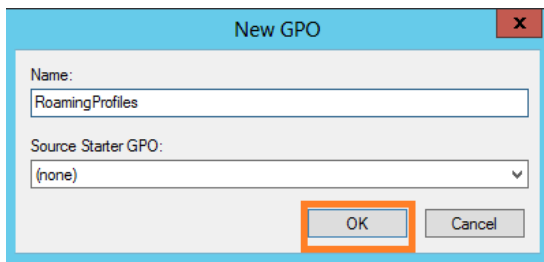 New GPO
x
Name:
RoamingProfiles
Source Starter GPO:
(none)
OK Cancel